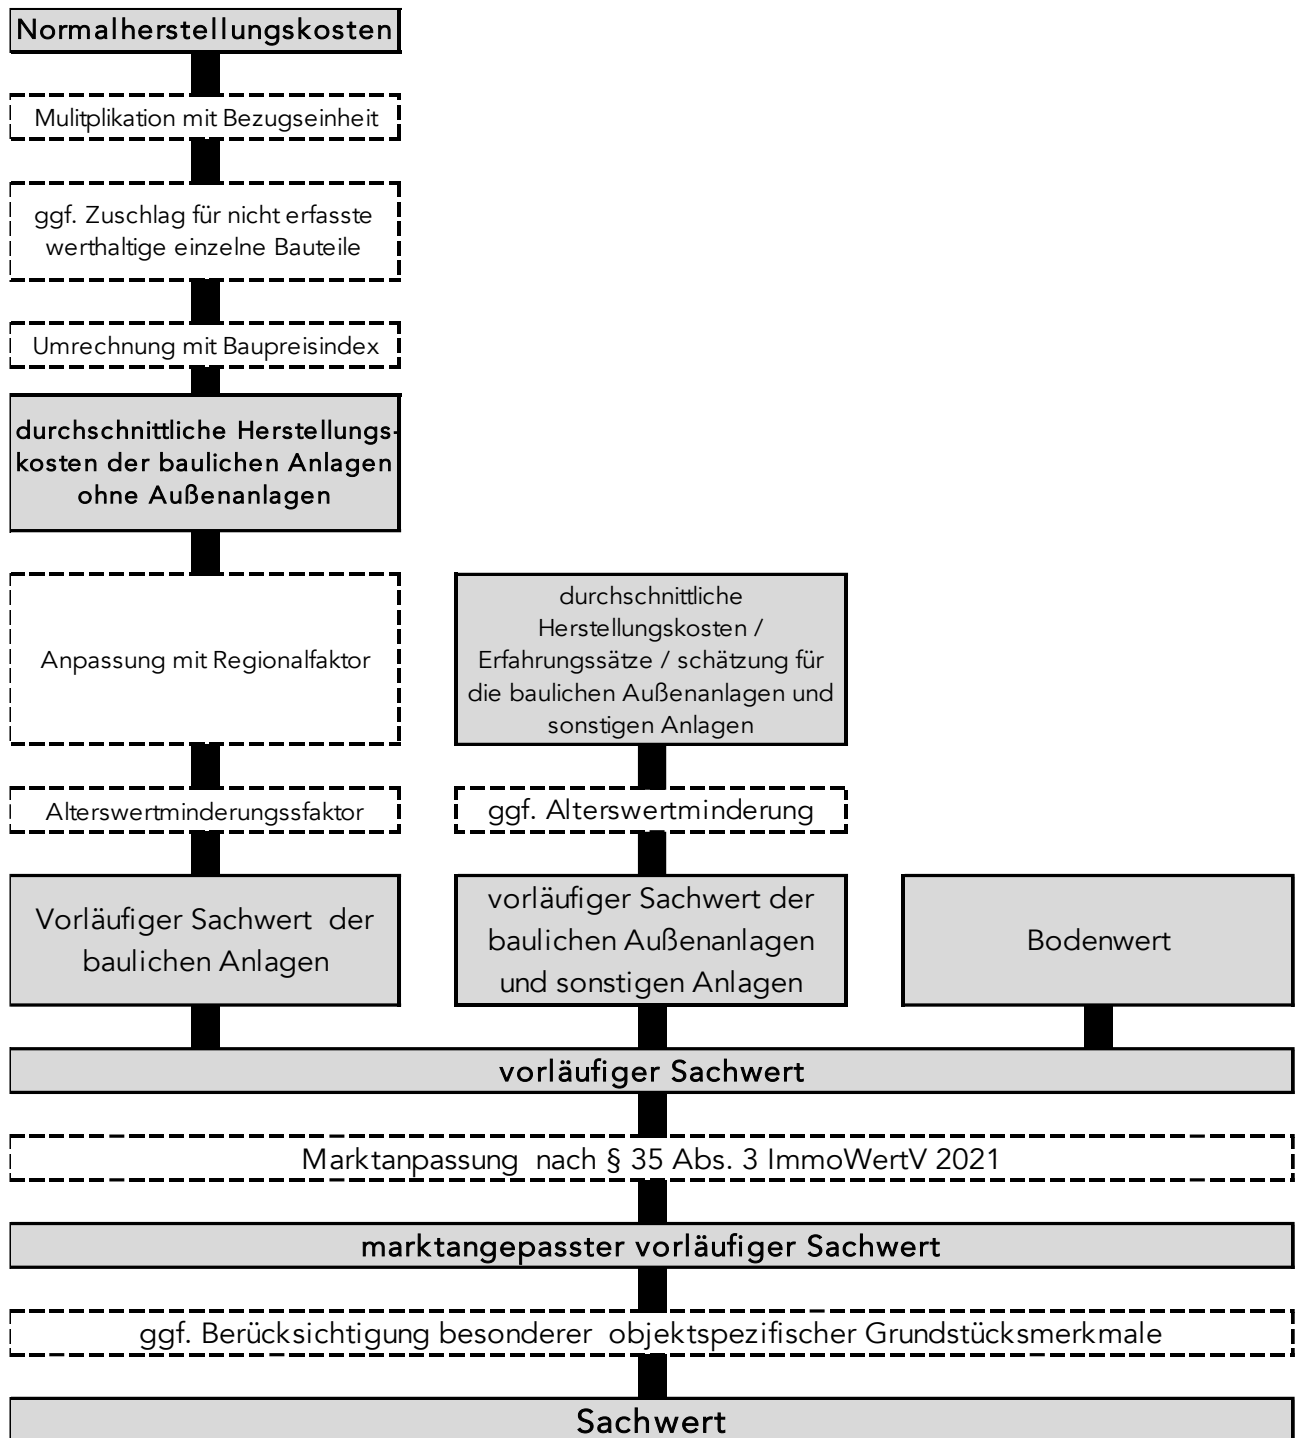 Normalherstellungskosten
Mulitplikation mit Bezugseinheit
ggf. Zuschlag für nicht erfasste
werthaltige einzelne Bauteile
Umrechnung mit Baupreisindex
durchschnittliche Herstellungs-
kosten der baulichen Anlagen
ohne Außenanlagen
Anpassung mit Regionalfaktor
durchschnittliche
Herstellungskosten /
Erfahrungssätze / schätzung für
die baulichen Außenanlagen und
sonstigen Anlagen
Alterswertminderungssfaktor
ggf. Alterswertminderung
Vorläufiger Sachwert der
baulichen Anlagen
vorläufiger Sachwert der
baulichen Außenanlagen
und sonstigen Anlagen
Bodenwert
vorläufiger Sachwert
Marktanpassung nach § 35 Abs. 3 ImmoWertV 2021
marktangepasster vorläufiger Sachwert
ggf. Berücksichtigung besonderer objektspezifischer Grundstücksmerkmale
Sachwert